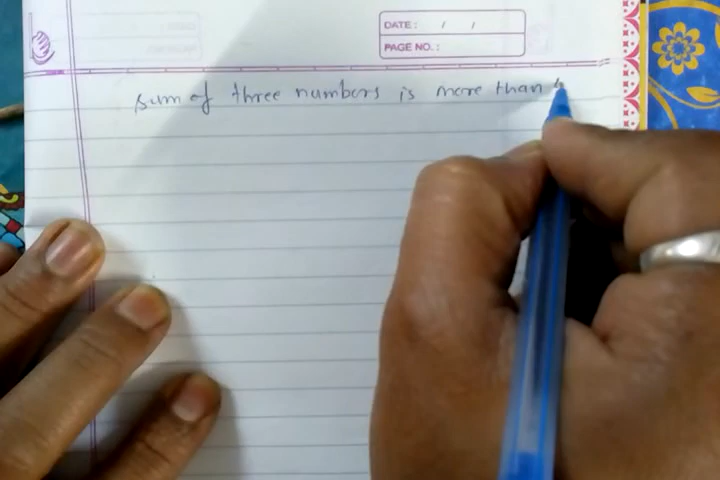 DATE : / /
PAGE NO. :
sum of three numbers is more than